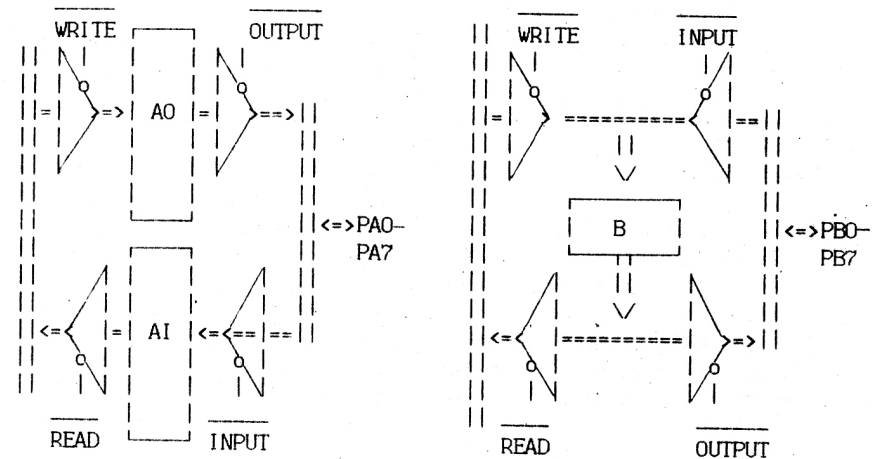 WRITE
OUTPUT
AO
PA0-
PA7
AI
READ
INPUT
WRITE
INPUT
B
PB0-
PB7
READ
OUTPUT